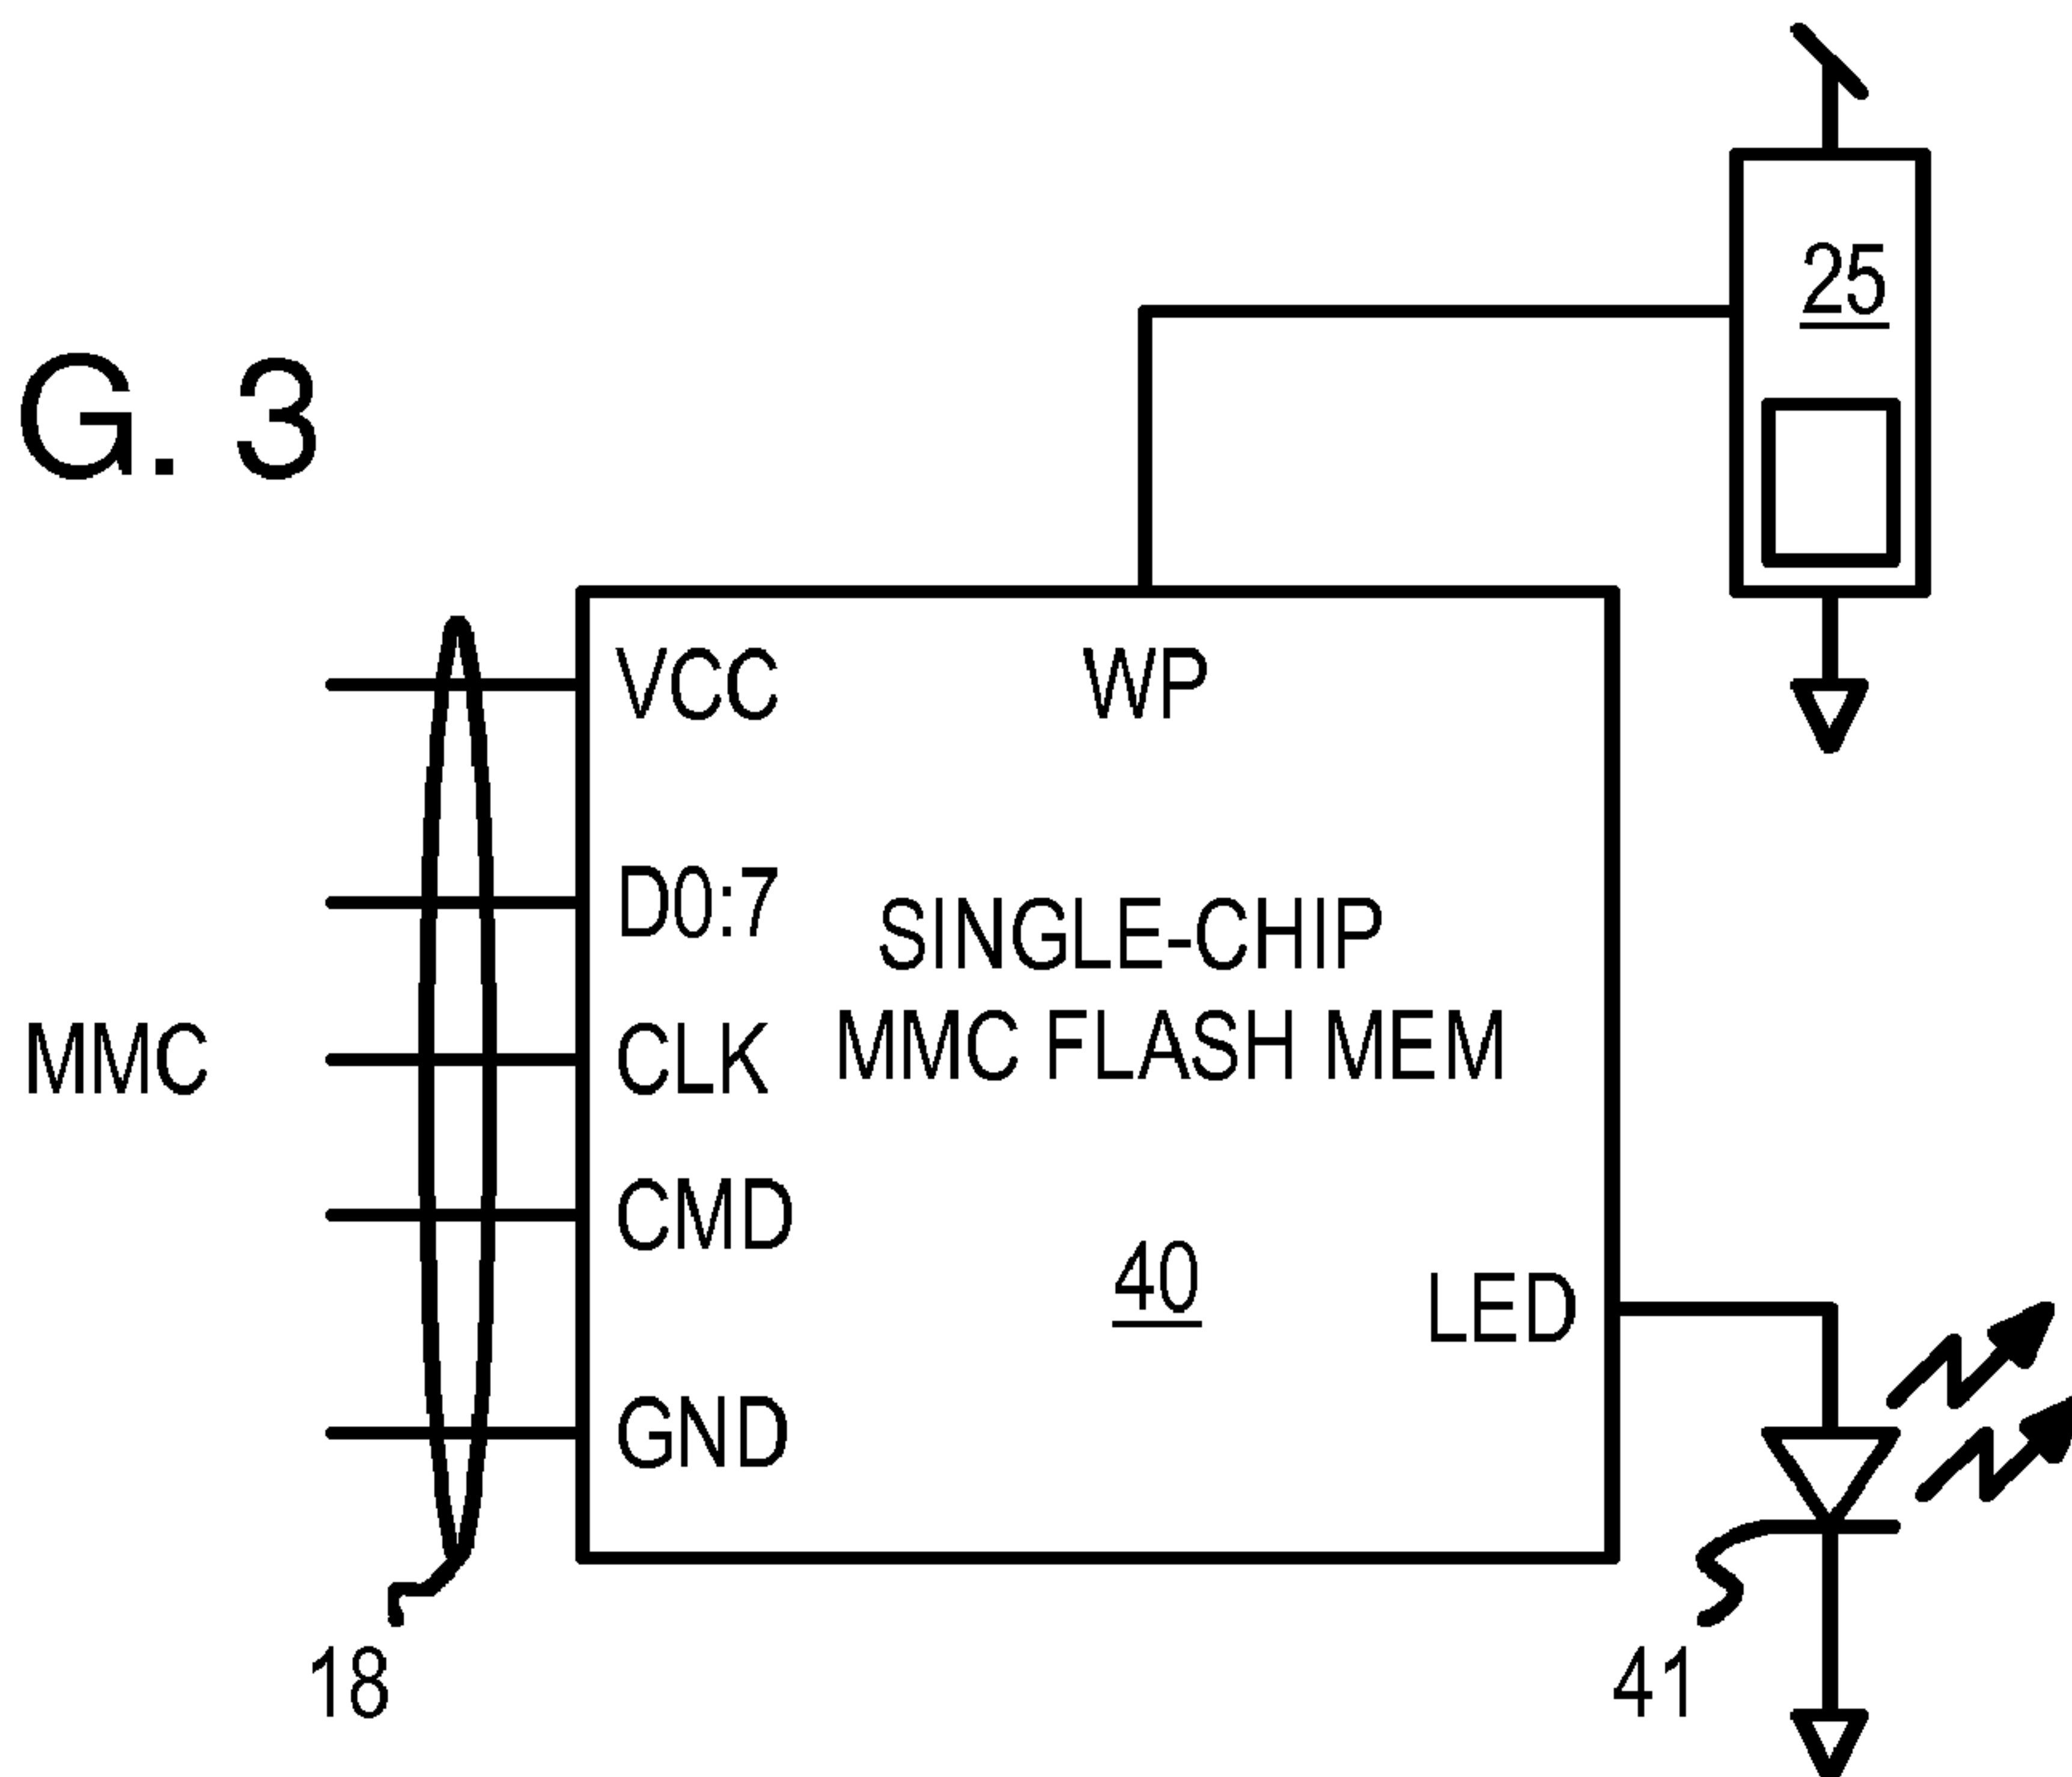 25
G. 3
VCC
WP
D0:7
SINGLE-CHIP
MMC FLASH MEM
MMC
CLK
CMD
40
LED
GND
18
41